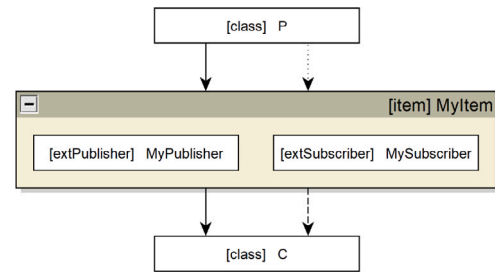 [class] P
[item] MyItem
[extPublisher] MyPublisher [extSubscriber] MySubscriber
[class] C